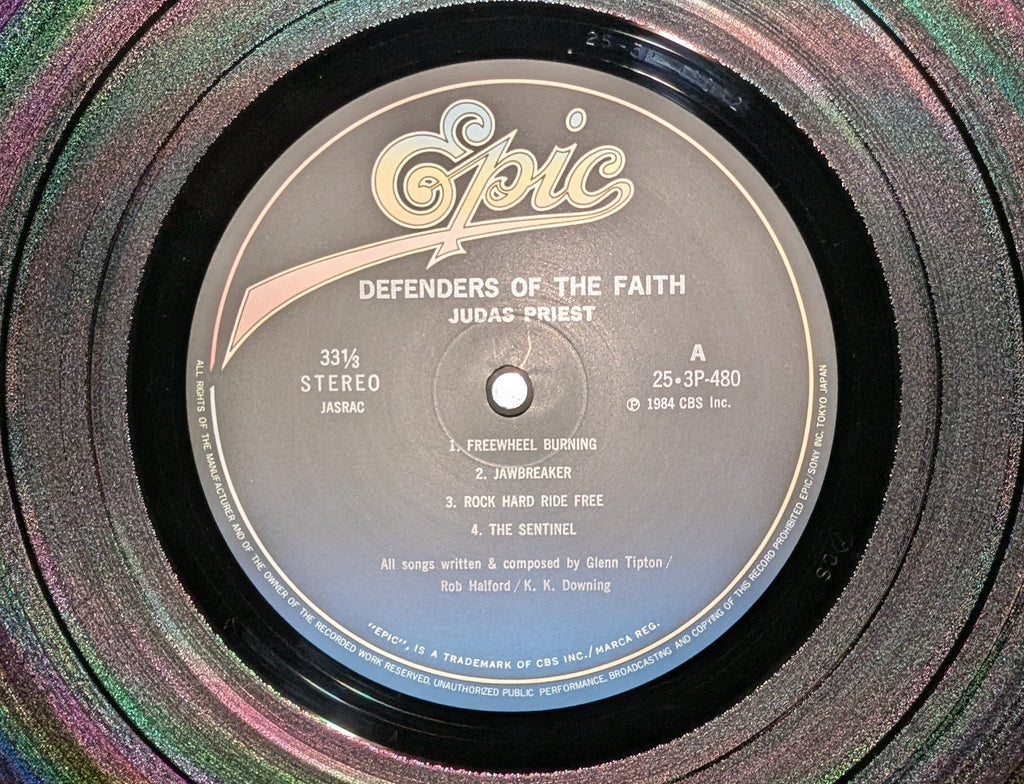 Epic
DEFENDERS OF THE FAITH
JUDAS PRIEST
33⅓
STEREO
JASRAC
A
25•3P-480
Ⓟ 1984 CBS Inc.
1. FREEWHEEL BURNING
2. JAWBREAKER
3. ROCK HARD RIDE FREE
4. THE SENTINEL
All songs written & composed by Glenn Tipton /
Rob Halford / K. K. Downing
"EPIC", IS A TRADEMARK OF CBS INC./MARCA REG.
ALL RIGHTS OF THE MANUFACTURER AND OF THE OWNER OF THE RECORDED WORK RESERVED. UNAUTHORIZED PUBLIC PERFORMANCE, BROADCASTING AND COPYING OF THIS RECORD PROHIBITED EPIC/SONY INC. TOKYO JAPAN